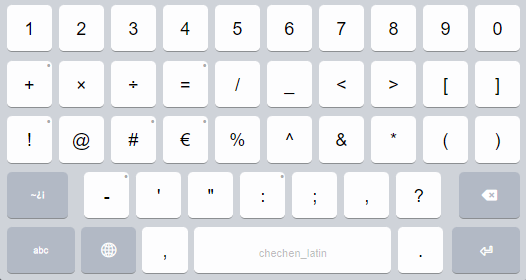 1 2 3 4 5 6 7 8 9 0
+ × ÷ = / _ < > [ ]
! @ # € % ^ & * ( )
~¿¡ - ' " : ; , ?
abc , chechen_latin .